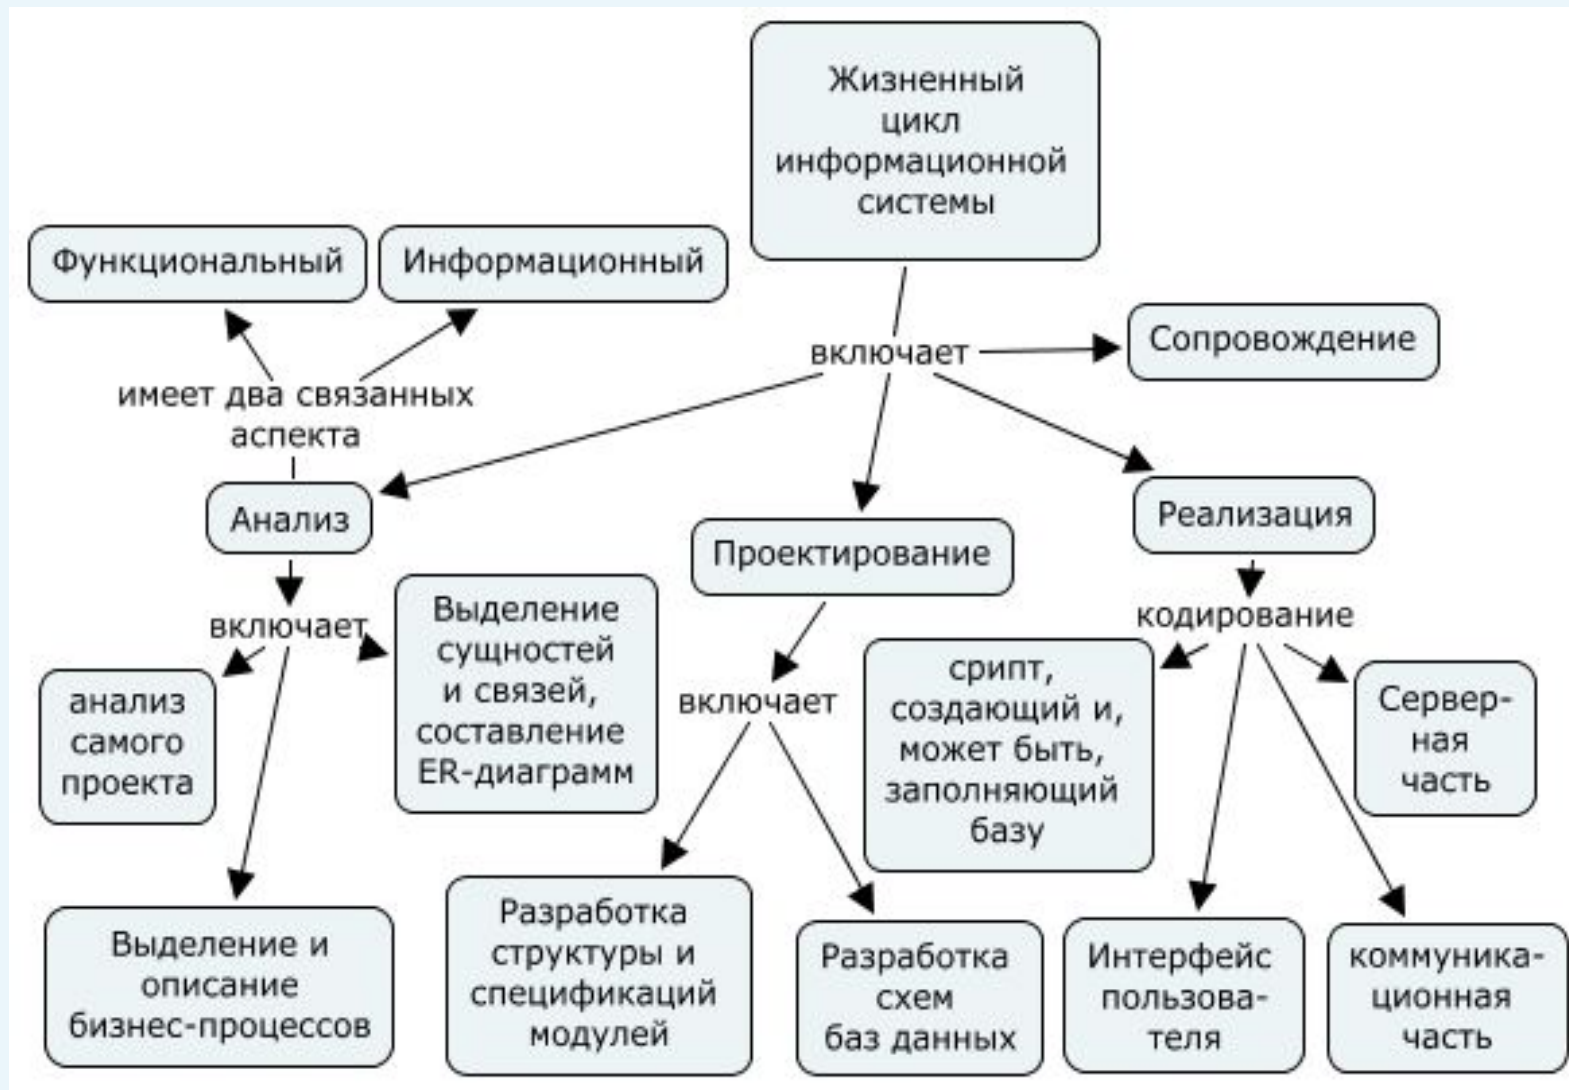 Жизненный
цикл
информационной
системы
Функциональный
Информационный
Сопровождение
включает
имеет два связанных
аспекта
Анализ
Проектирование
Реализация
включает
Выделение
сущностей
и связей,
составление
ER-диаграмм
кодирование
анализ
самого
проекта
включает
срипт,
создающий и,
может быть,
заполняющий
базу
Сервер-
ная
часть
Выделение и
описание
бизнес-процессов
Разработка
структуры и
спецификаций
модулей
Разработка
схем
баз данных
Интерфейс
пользова-
теля
коммуника-
ционная
часть